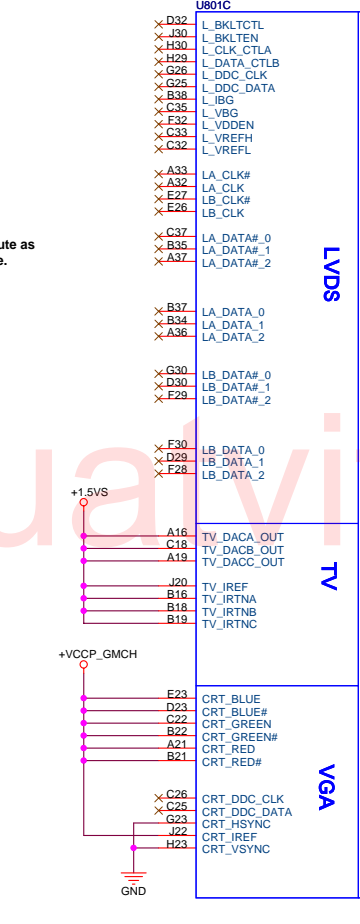 U801C
D32 L_BKLTCTL
J30 L_BKLTEN
H30 L_CLK_CTLA
H29 L_DATA_CTLB
G26 L_DDC_CLK
G25 L_DDC_DATA
B38 L_IBG
C35 L_VBG
F32 L_VDDEN
C33 L_VREFH
C32 L_VREFL
A33 LA_CLK#
A32 LA_CLK
E27 LB_CLK#
E26 LB_CLK
C37 LA_DATA#_0
ute as
B35 LA_DATA#_1
e.
A37 LA_DATA#_2
LVDS
B37 LA_DATA_0
B34 LA_DATA_1
A36 LA_DATA_2
G30 LB_DATA#_0
D30 LB_DATA#_1
F29 LB_DATA#_2
F30 LB_DATA_0
D29 LB_DATA_1
F28 LB_DATA_2
uatvi
+1.5VS
A16 TV_DACA_OUT
C18 TV_DACB_OUT
A19 TV_DACC_OUT
TV
J20 TV_IREF
B16 TV_IRTNA
B18 TV_IRTNB
B19 TV_IRTNC
+VCCP_GMCH
E23 CRT_BLUE
D23 CRT_BLUE#
C22 CRT_GREEN
B22 CRT_GREEN#
A21 CRT_RED
B21 CRT_RED#
VGA
C26 CRT_DDC_CLK
C25 CRT_DDC_DATA
G23 CRT_HSYNC
J22 CRT_IREF
H23 CRT_VSYNC
GND